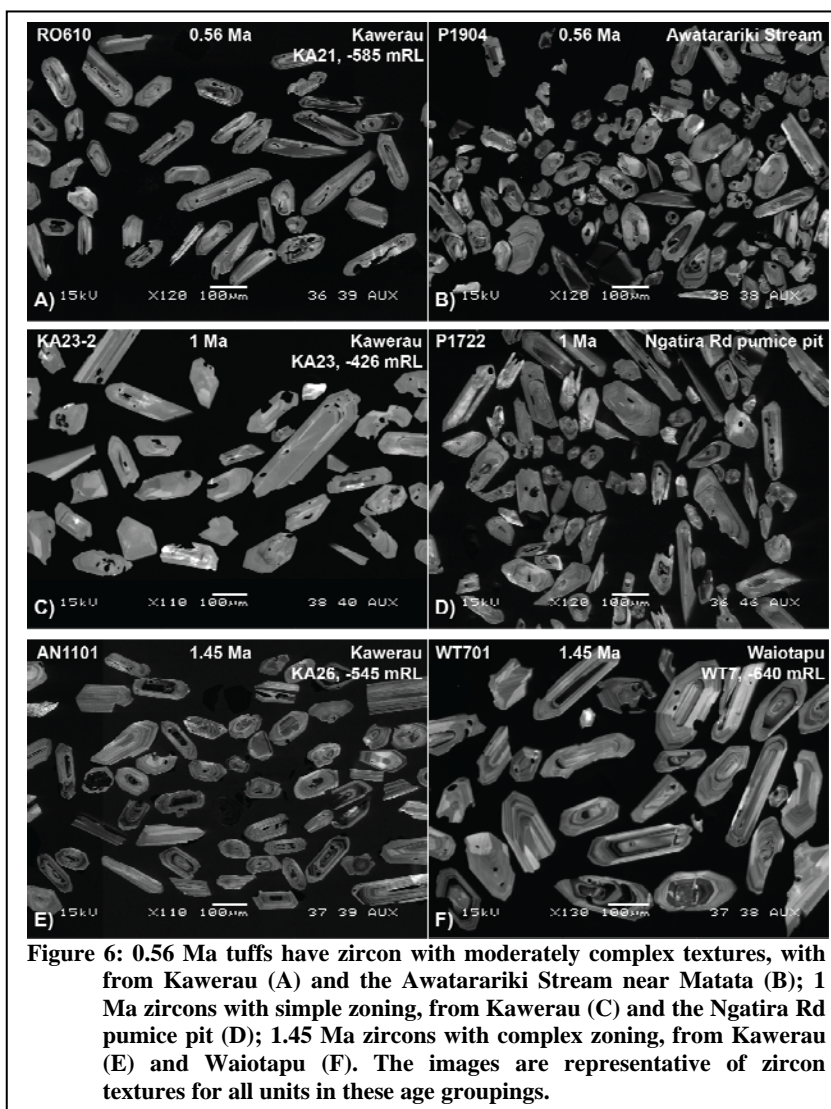 RO610 0.56 Ma Kawerau
KA21, -585 mRL
A) 15kV X120 100µm 36 39 AUX
P1904 0.56 Ma Awatarariki Stream
B) 15kV X120 100µm 38 38 AUX
KA23-2 1 Ma Kawerau
KA23, -426 mRL
C) 15kV X110 100µm 38 40 AUX
P1722 1 Ma Ngatira Rd pumice pit
D) 15kV X120 100µm 36 46 AUX
AN1101 1.45 Ma Kawerau
KA26, -545 mRL
E) 15kV X110 100µm 37 39 AUX
WT701 1.45 Ma Waiotapu
WT7, -640 mRL
F) 15kV X130 100µm 37 38 AUX
Figure 6: 0.56 Ma tuffs have zircon with moderately complex textures, with
from Kawerau (A) and the Awatarariki Stream near Matata (B); 1
Ma zircons with simple zoning, from Kawerau (C) and the Ngatira Rd
pumice pit (D); 1.45 Ma zircons with complex zoning, from Kawerau
(E) and Waiotapu (F). The images are representative of zircon
textures for all units in these age groupings.